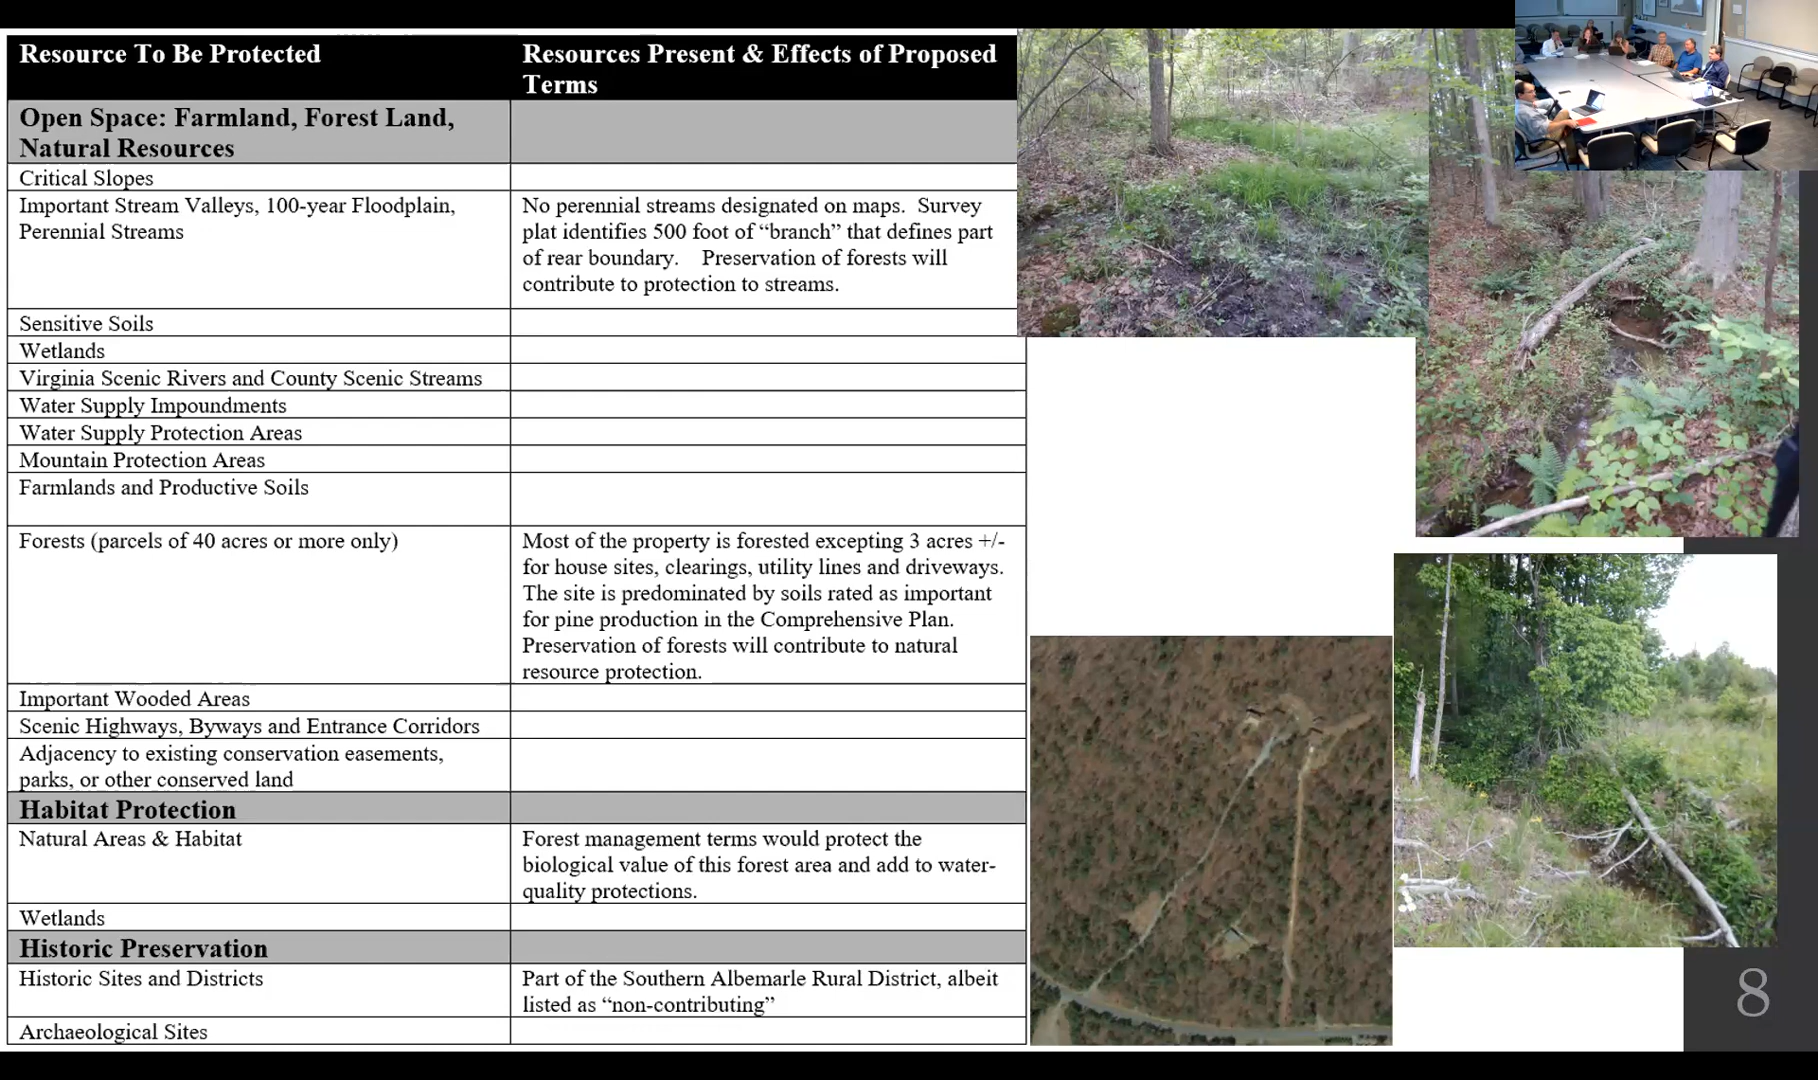 Resource To Be Protected
Resources Present & Effects of Proposed
Terms
Open Space: Farmland, Forest Land,
Natural Resources
Critical Slopes
Important Stream Valleys, 100-year Floodplain,
Perennial Streams
No perennial streams designated on maps.  Survey
plat identifies 500 foot of “branch” that defines part
of rear boundary.    Preservation of forests will
contribute to protection to streams.
Sensitive Soils
Wetlands
Virginia Scenic Rivers and County Scenic Streams
Water Supply Impoundments
Water Supply Protection Areas
Mountain Protection Areas
Farmlands and Productive Soils
Forests (parcels of 40 acres or more only)
Most of the property is forested excepting 3 acres +/-
for house sites, clearings, utility lines and driveways.
The site is predominated by soils rated as important
for pine production in the Comprehensive Plan.
Preservation of forests will contribute to natural
resource protection.
Important Wooded Areas
Scenic Highways, Byways and Entrance Corridors
Adjacency to existing conservation easements,
parks, or other conserved land
Habitat Protection
Natural Areas & Habitat
Forest management terms would protect the
biological value of this forest area and add to water-
quality protections.
Wetlands
Historic Preservation
Historic Sites and Districts
Part of the Southern Albemarle Rural District, albeit
listed as “non-contributing”
Archaeological Sites
8